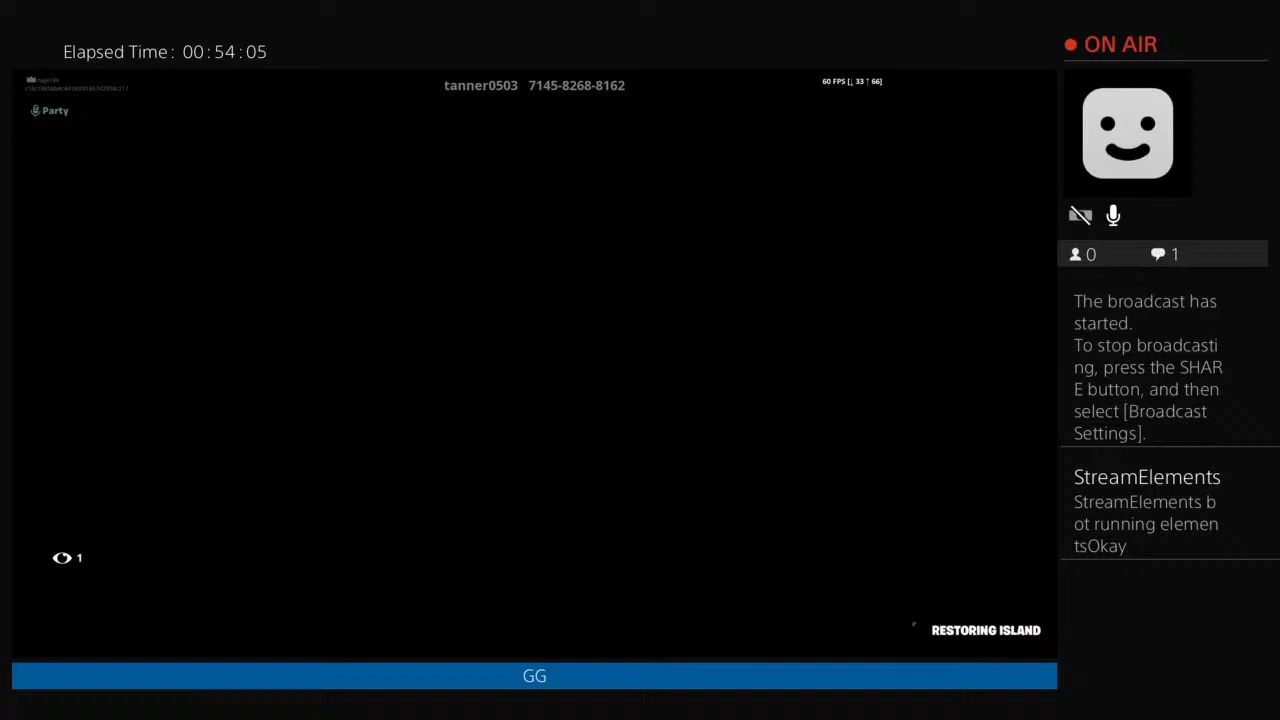 Elapsed Time: 00:54:05
ON AIR
tanner0503 7145-8268-8162
60 FPS [↓ 33 ↑ 66]
Party
0 1
The broadcast has
started.
To stop broadcasti
ng, press the SHAR
E button, and then
select [Broadcast
Settings].
StreamElements
StreamElements b
ot running elemen
tsOkay
1
RESTORING ISLAND
GG